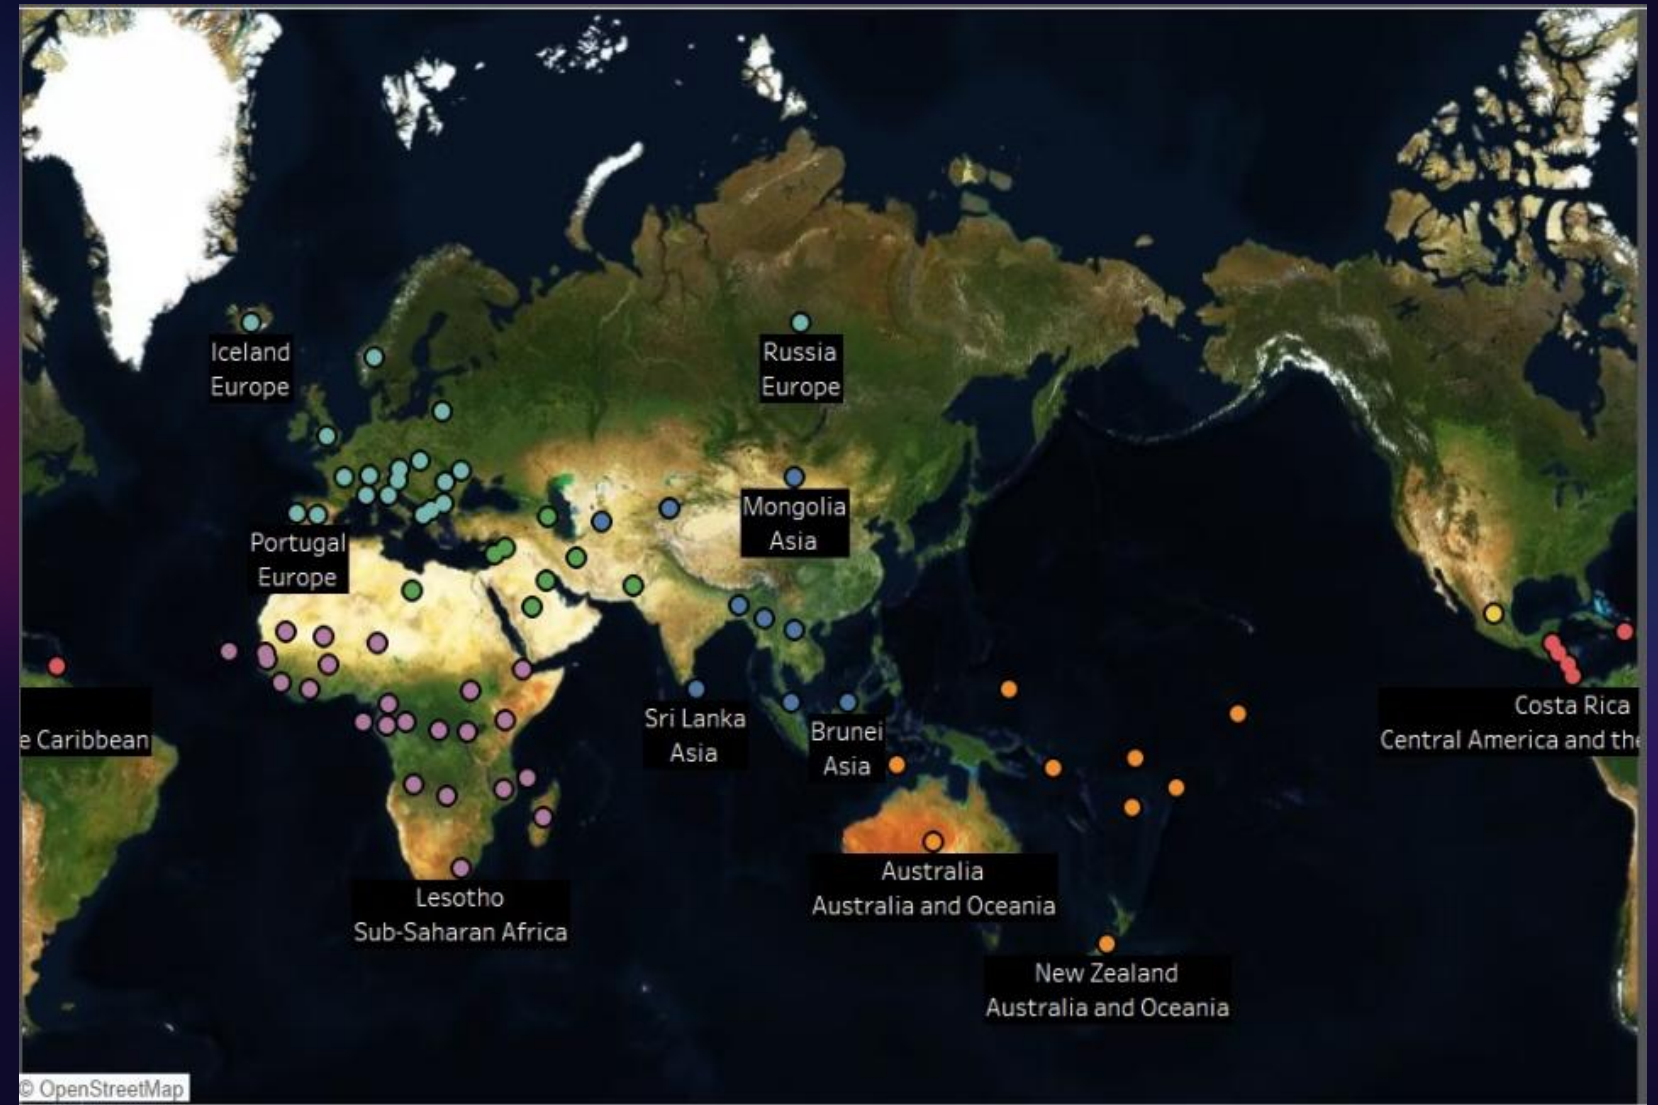 Iceland
Europe
Russia
Europe
Mongolia
Asia
Portugal
Europe
Sri Lanka
Asia
Brunei
Asia
Costa Rica
Central America and the
e Caribbean
Australia
Australia and Oceania
Lesotho
Sub-Saharan Africa
New Zealand
Australia and Oceania
© OpenStreetMap